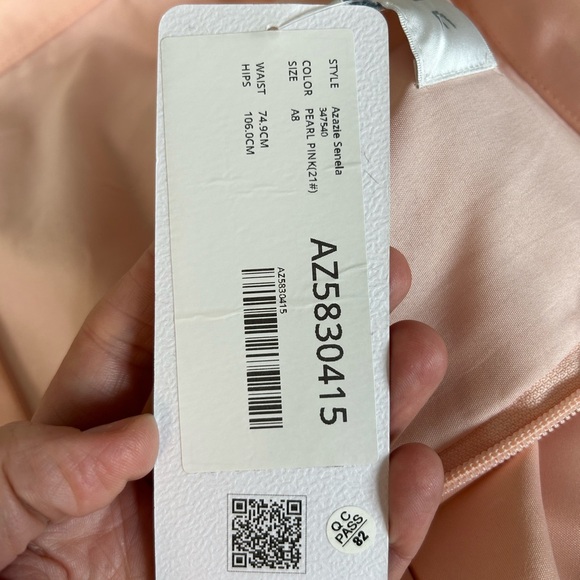 STYLE Azazie Senela
347540
COLOR PEARL PINK(21#)
SIZE A8
WAIST 74.9CM
HIPS 106.0CM
AZ5830415
AZ5830415
Q C
PASS
82